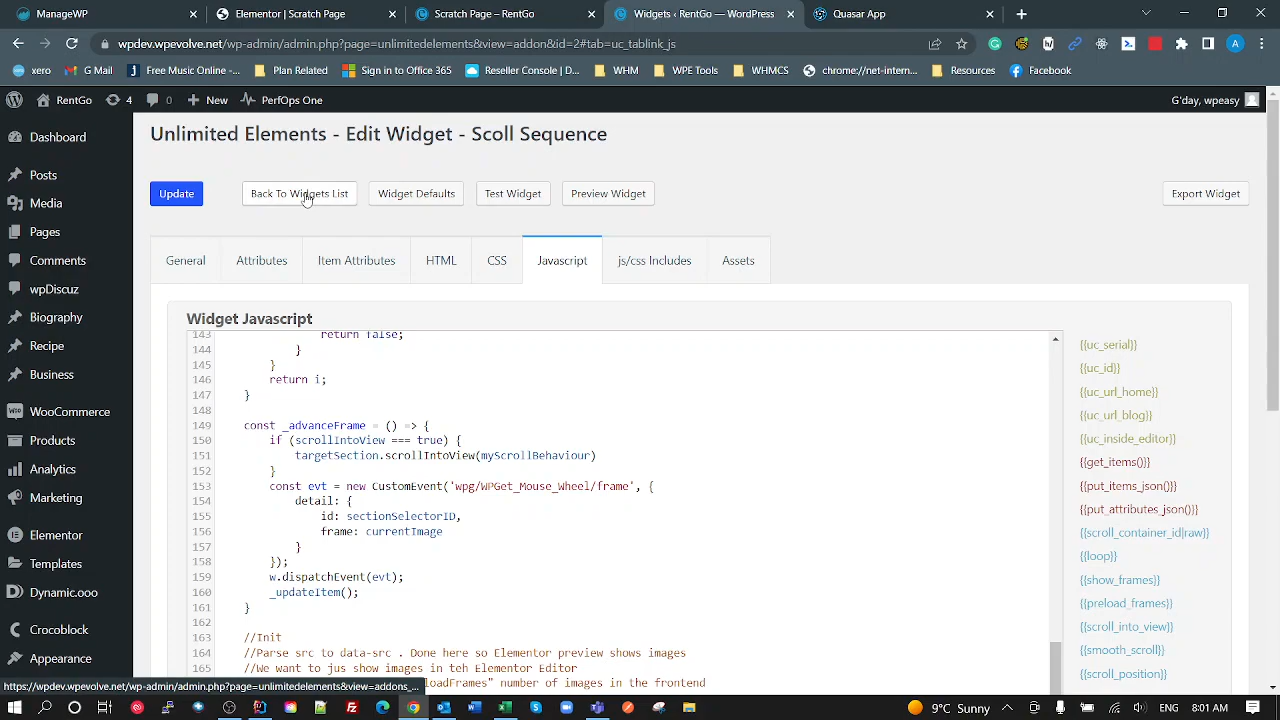 ManageWP
Elementor | Scratch Page
Scratch Page - RentGo
Widgets ‹ RentGo — WordPress
Quasar App
wpdev.wpevolve.net/wp-admin/admin.php?page=unlimitedelements&view=addon&id=2#tab=uc_tablink_js
A
xero
G Mail
Free Music Online -...
Plan Related
Sign in to Office 365
Reseller Console | D...
WHM
WPE Tools
WHMCS
chrome://net-intern...
Resources
Facebook
RentGo
4
0
New
PerfOps One
G'day, wpeasy
Dashboard
Posts
Media
Pages
Comments
wpDiscuz
Biography
Recipe
Business
WooCommerce
Products
Analytics
Marketing
Elementor
Templates
Dynamic.ooo
Crocoblock
Appearance
Unlimited Elements - Edit Widget - Scoll Sequence
Update
Back To Widgets List
Widget Defaults
Test Widget
Preview Widget
Export Widget
General
Attributes
Item Attributes
HTML
CSS
Javascript
js/css Includes
Assets
Widget Javascript
143 return false;
144 }
145 }
146 return i;
147 }
148
149 const _advanceFrame = () => {
150 if (scrollIntoView === true) {
151 targetSection.scrollIntoView(myScrollBehaviour)
152 }
153 const evt = new CustomEvent('wpg/WPGet_Mouse_Wheel/frame', {
154 detail: {
155 id: sectionSelectorID,
156 frame: currentImage
157 }
158 });
159 w.dispatchEvent(evt);
160 _updateItem();
161 }
162
163 //Init
164 //Parse src to data-src . Done here so Elementor preview shows images
165 //We want to jus show images in teh Elementor Editor
loadFrames" number of images in the frontend
{{uc_serial}}
{{uc_id}}
{{uc_url_home}}
{{uc_url_blog}}
{{uc_inside_editor}}
{{get_items()}}
{{put_items_json()}}
{{put_attributes_json()}}
{{scroll_container_id|raw}}
{{loop}}
{{show_frames}}
{{preload_frames}}
{{scroll_into_view}}
{{smooth_scroll}}
{{scroll_position}}
https://wpdev.wpevolve.net/wp-admin/admin.php?page=unlimitedelements&view=addons_...
9°C Sunny
ENG
8:01 AM